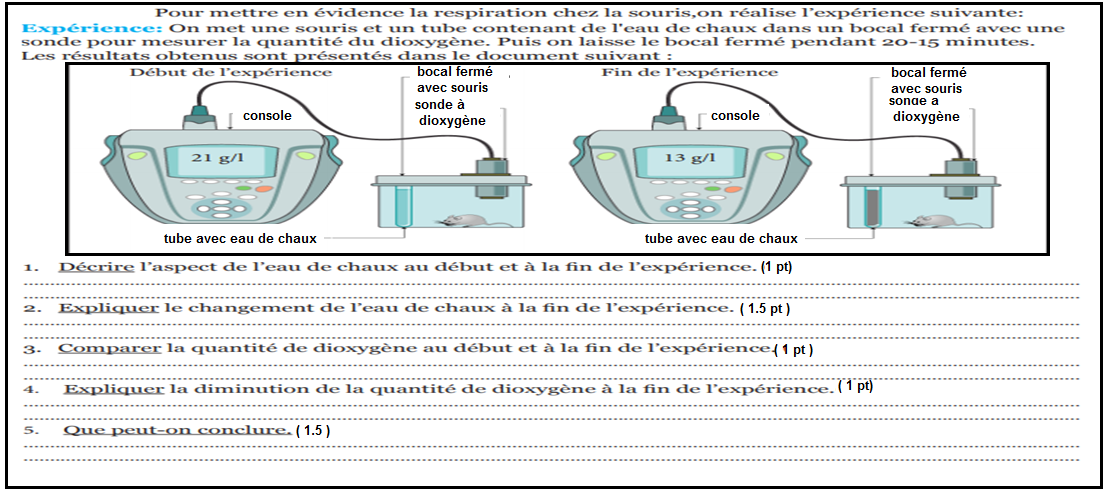 Pour mettre en évidence la respiration chez la souris,on réalise l'expérience suivante:
Expérience: On met une souris et un tube contenant de l'eau de chaux dans un bocal fermé avec une
sonde pour mesurer la quantité du dioxygène. Puis on laisse le bocal fermé pendant 20-15 minutes.
Les résultats obtenus sont présentés dans le document suivant :
Début de l'expérience
bocal fermé
avec souris
sonde à
dioxygène
console
21 g/l
tube avec eau de chaux
Fin de l'expérience
bocal fermé
avec souris
sonde a
dioxygène
console
13 g/l
tube avec eau de chaux
1. Décrire l'aspect de l'eau de chaux au début et à la fin de l'expérience. (1 pt)
2. Expliquer le changement de l'eau de chaux à la fin de l'expérience. ( 1.5 pt )
3. Comparer la quantité de dioxygène au début et à la fin de l'expérience.( 1 pt )
4. Expliquer la diminution de la quantité de dioxygène à la fin de l'expérience. ( 1 pt)
5. Que peut-on conclure. ( 1.5 )